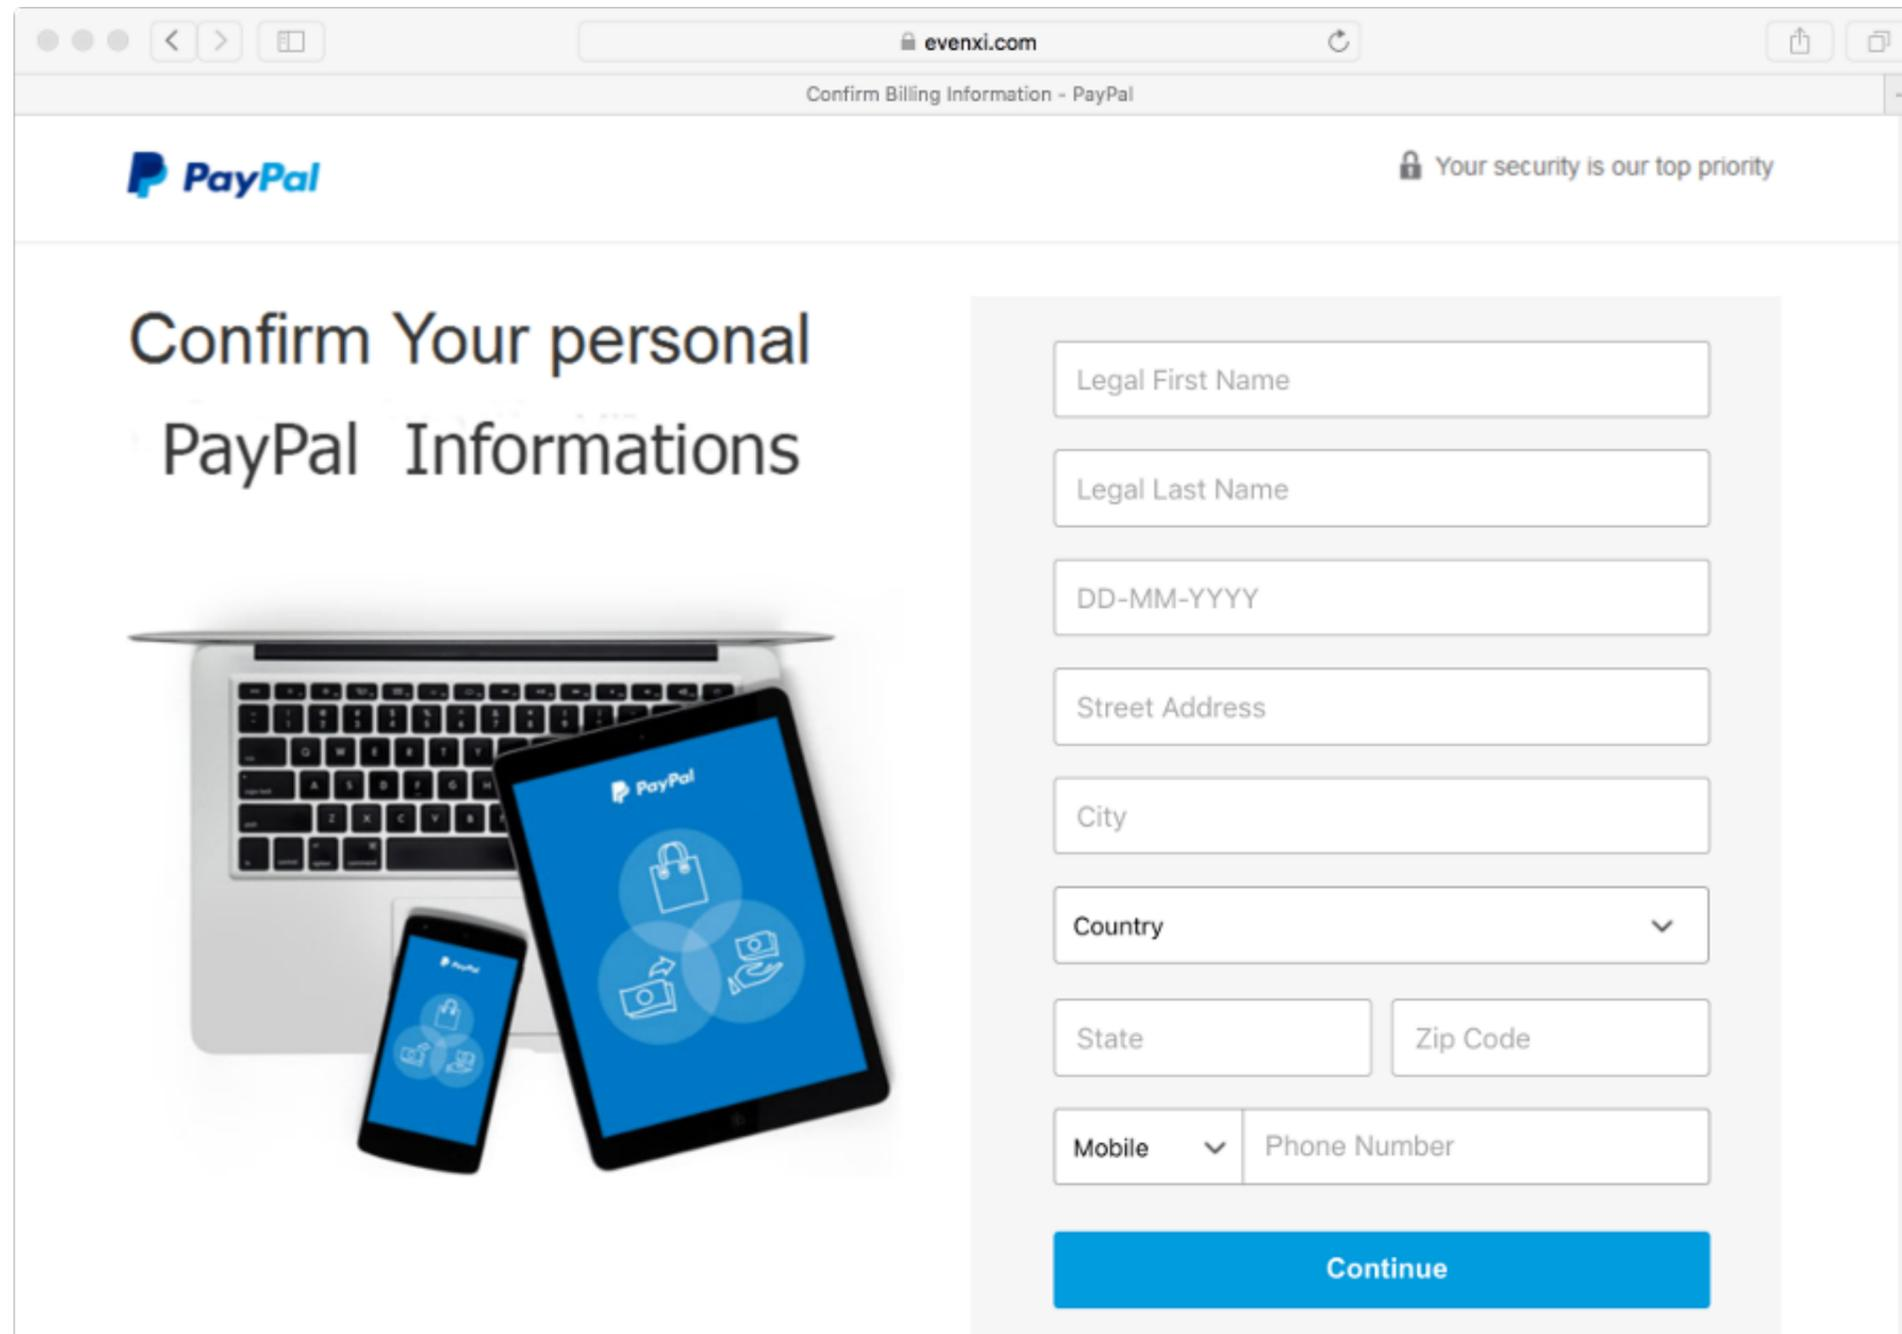 evenxi.com
Confirm Billing Information - PayPal
PayPal
Your security is our top priority
Confirm Your personal
PayPal Informations
Legal First Name
Legal Last Name
DD-MM-YYYY
Street Address
City
Country
State
Zip Code
Mobile
Phone Number
Continue
PayPal
PayPal